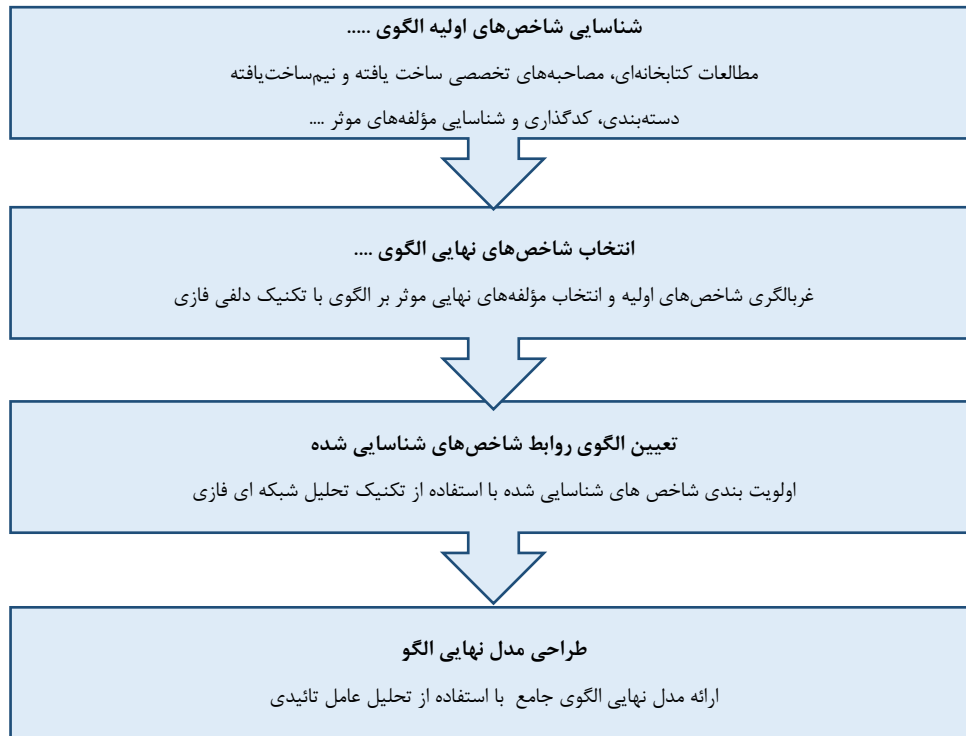 شناسایی شاخص‌های اولیه الگوی .....
مطالعات کتابخانه‌ای، مصاحبه‌های تخصصی ساخت یافته و نیم‌ساخت‌یافته
دسته‌بندی، کدگذاری و شناسایی مؤلفه‌های موثر ....
انتخاب شاخص‌های نهایی الگوی ....
غربالگری شاخص‌های اولیه و انتخاب مؤلفه‌های نهایی موثر بر الگوی با تکنیک دلفی فازی
تعیین الگوی روابط شاخص‌های شناسایی شده
اولویت بندی شاخص های شناسایی شده با استفاده از تکنیک تحلیل شبکه ای فازی
طراحی مدل نهایی الگو
ارائه مدل نهایی الگوی جامع با استفاده از تحلیل عامل تائیدی